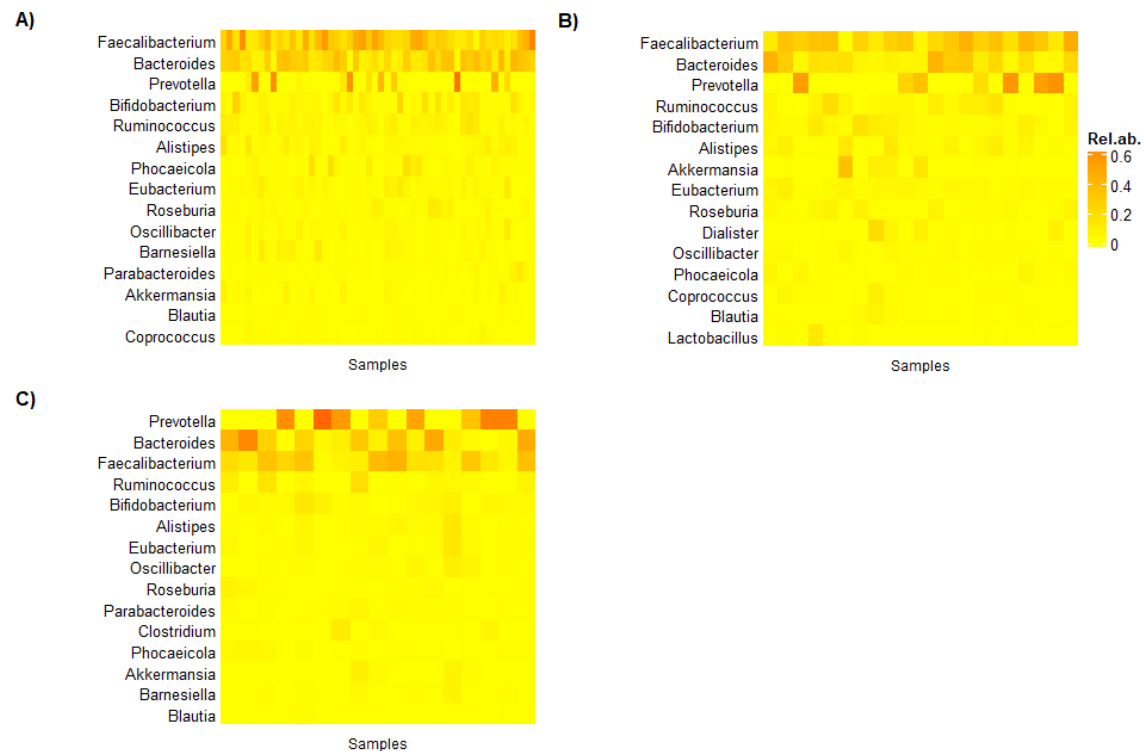 A)
Faecalibacterium
Bacteroides
Prevotella
Bifidobacterium
Ruminococcus
Alistipes
Phocaeicola
Eubacterium
Roseburia
Oscillibacter
Barnesiella
Parabacteroides
Akkermansia
Blautia
Coprococcus
Samples
B)
Faecalibacterium
Bacteroides
Prevotella
Ruminococcus
Bifidobacterium
Alistipes
Akkermansia
Eubacterium
Roseburia
Dialister
Oscillibacter
Phocaeicola
Coprococcus
Blautia
Lactobacillus
Samples
Rel.ab.
0.6
0.4
0.2
0
C)
Prevotella
Bacteroides
Faecalibacterium
Ruminococcus
Bifidobacterium
Alistipes
Eubacterium
Oscillibacter
Roseburia
Parabacteroides
Clostridium
Phocaeicola
Akkermansia
Barnesiella
Blautia
Samples